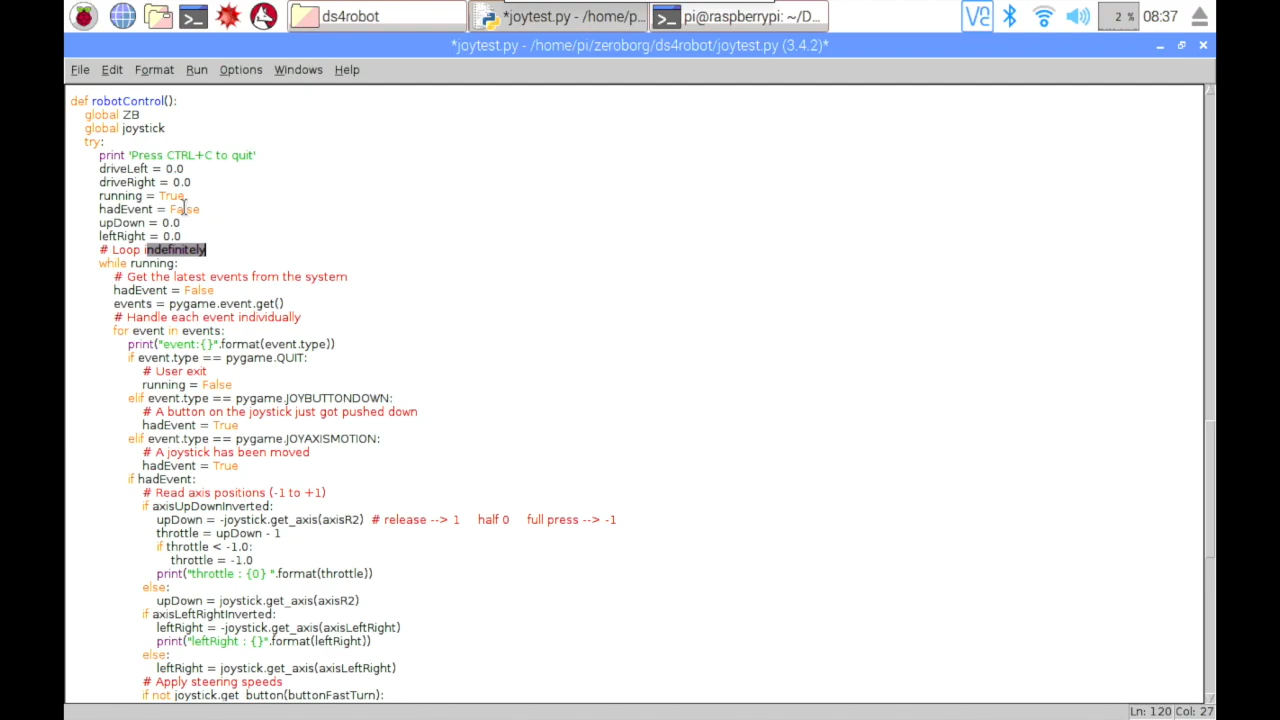 ds4robot
*joytest.py - /home/p...
pi@raspberrypi: ~/D...
2 %
08:37
*joytest.py - /home/pi/zeroborg/ds4robot/joytest.py (3.4.2)*
File Edit Format Run Options Windows Help
def robotControl():
global ZB
global joystick
try:
print 'Press CTRL+C to quit'
driveLeft = 0.0
driveRight = 0.0
running = True
hadEvent = False
upDown = 0.0
leftRight = 0.0
# Loop indefinitely
while running:
# Get the latest events from the system
hadEvent = False
events = pygame.event.get()
# Handle each event individually
for event in events:
print("event:{}".format(event.type))
if event.type == pygame.QUIT:
# User exit
running = False
elif event.type == pygame.JOYBUTTONDOWN:
# A button on the joystick just got pushed down
hadEvent = True
elif event.type == pygame.JOYAXISMOTION:
# A joystick has been moved
hadEvent = True
if hadEvent:
# Read axis positions (-1 to +1)
if axisUpDownInverted:
upDown = -joystick.get_axis(axisR2)  # release --> 1     half 0     full press --> -1
throttle = upDown - 1
if throttle < -1.0:
throttle = -1.0
print("throttle : {0} ".format(throttle))
else:
upDown = joystick.get_axis(axisR2)
if axisLeftRightInverted:
leftRight = -joystick.get_axis(axisLeftRight)
print("leftRight : {}".format(leftRight))
else:
leftRight = joystick.get_axis(axisLeftRight)
# Apply steering speeds
if not joystick.get_button(buttonFastTurn):
Ln: 120 Col: 27